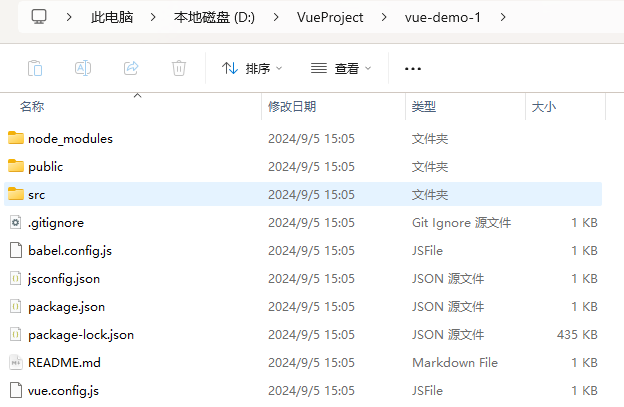 此电脑 > 本地磁盘 (D:) > VueProject > vue-demo-1 >
排序 查看 ...
名称 修改日期 类型 大小
node_modules 2024/9/5 15:05 文件夹
public 2024/9/5 15:05 文件夹
src 2024/9/5 15:05 文件夹
.gitignore 2024/9/5 15:05 Git Ignore 源文件 1 KB
babel.config.js 2024/9/5 15:05 JSFile 1 KB
jsconfig.json 2024/9/5 15:05 JSON 源文件 1 KB
package.json 2024/9/5 15:05 JSON 源文件 1 KB
package-lock.json 2024/9/5 15:05 JSON 源文件 435 KB
README.md 2024/9/5 15:05 Markdown File 1 KB
vue.config.js 2024/9/5 15:05 JSFile 1 KB